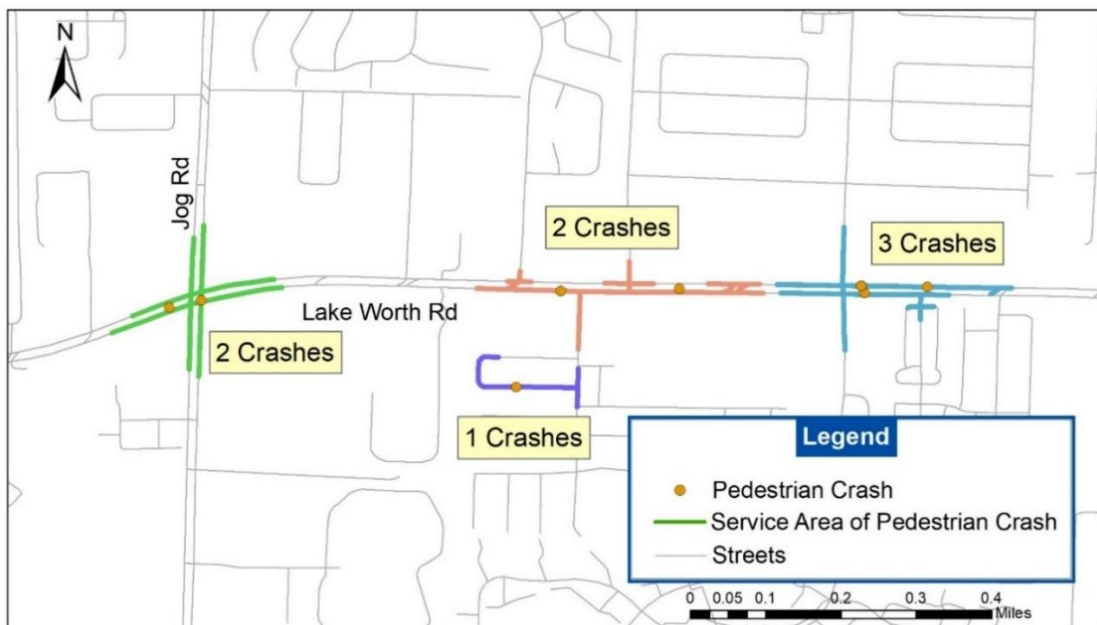 N
Jog Rd
2 Crashes
3 Crashes
Lake Worth Rd
2 Crashes
1 Crashes
Legend
Pedestrian Crash
Service Area of Pedestrian Crash
Streets
0 0.05 0.1 0.2 0.3 0.4
Miles